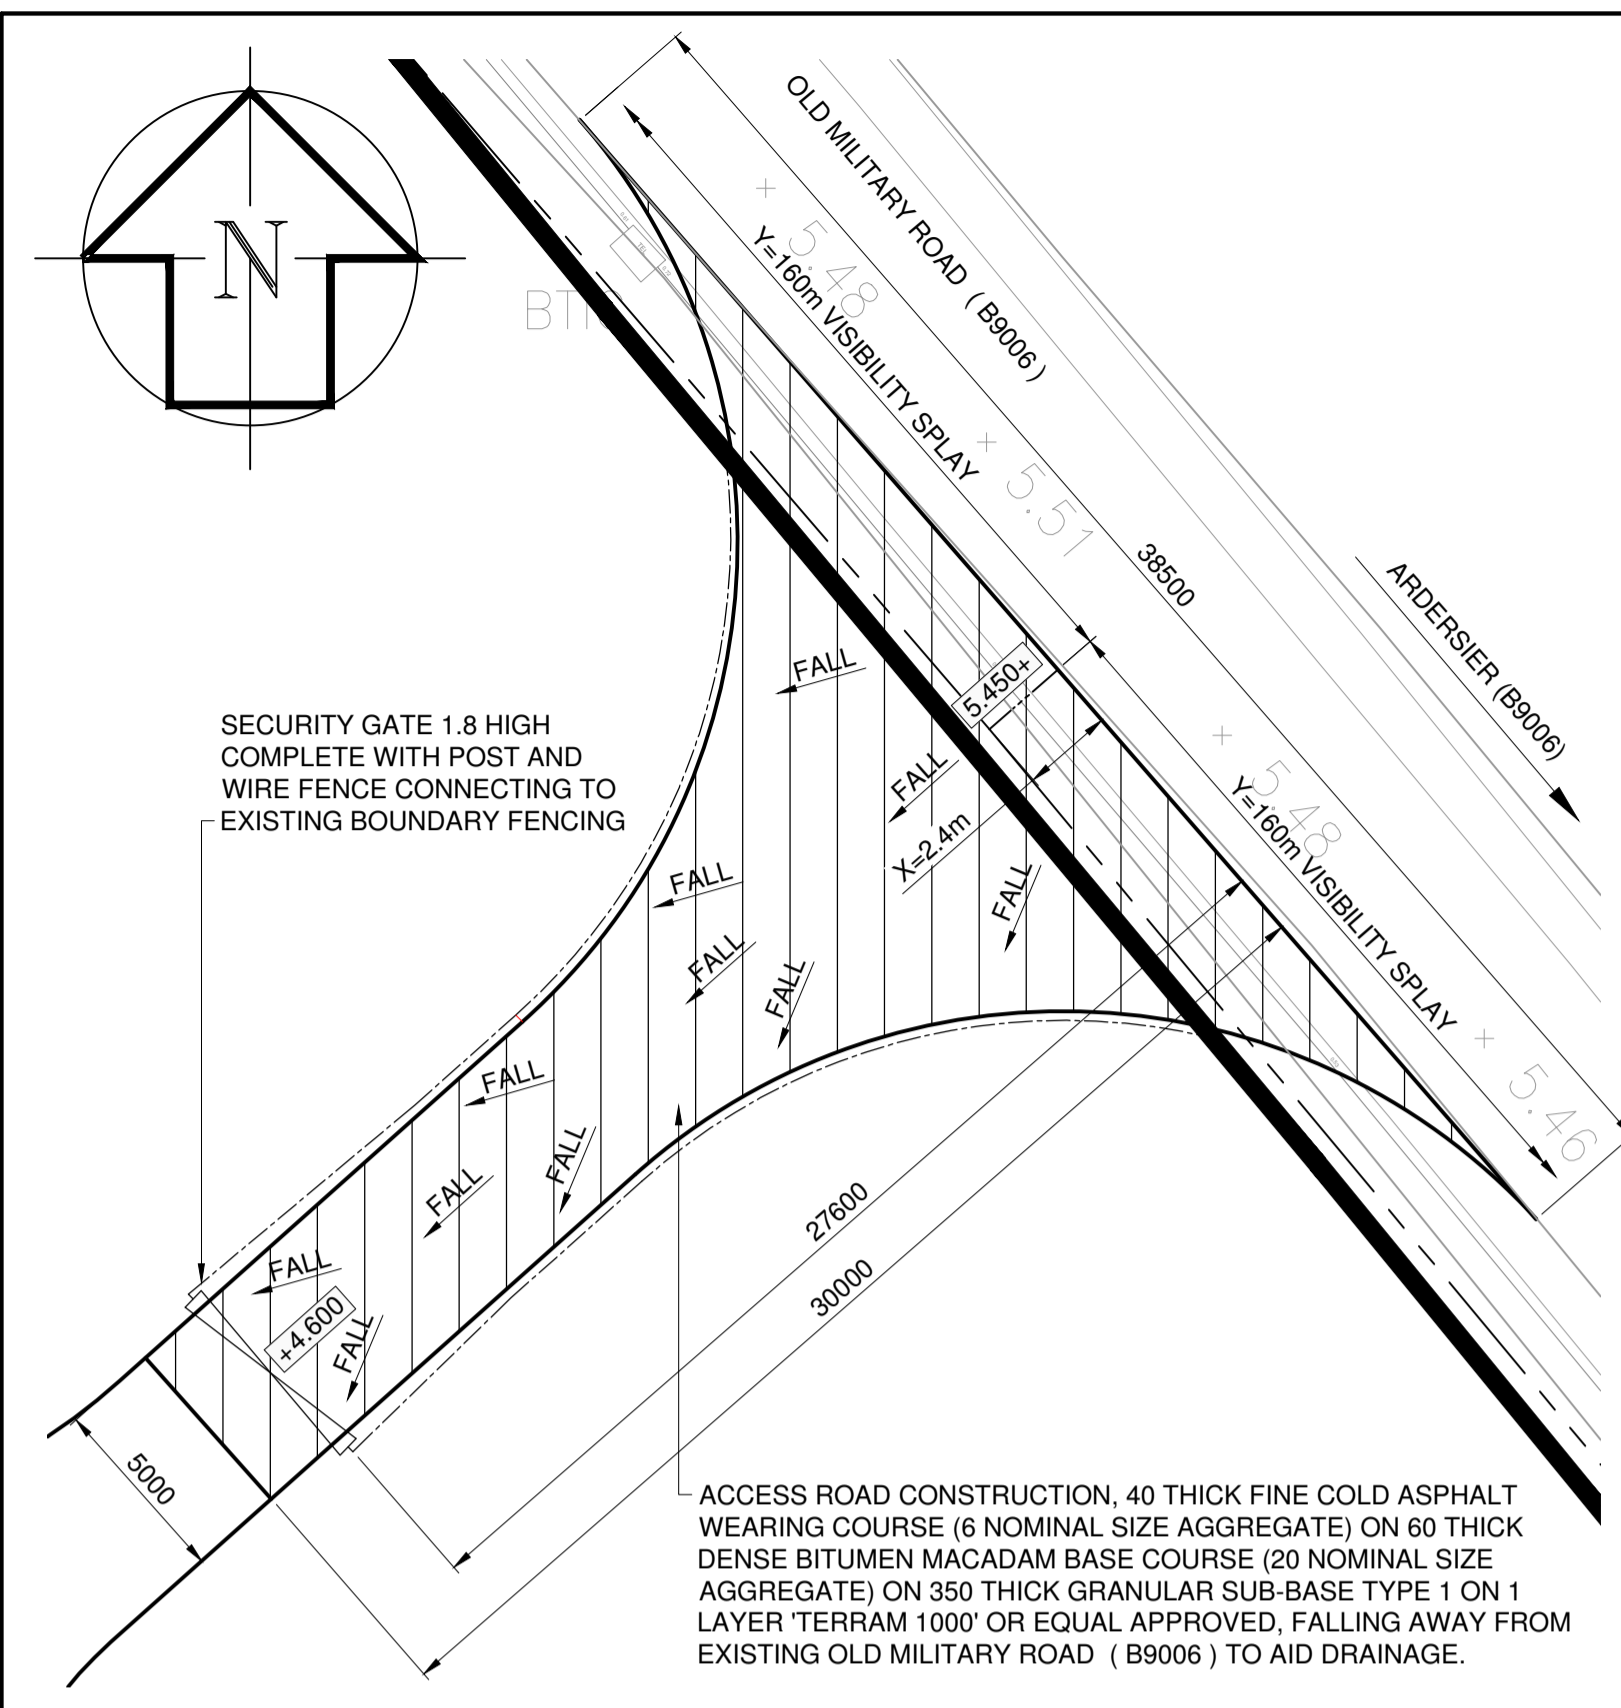 N
OLD MILITARY ROAD ( B9006 )
5.48
Y=160m VISIBILITY SPLAY
5.51
38500
ARDERSIER (B9006)
TEL
FALL
5.450+
SECURITY GATE 1.8 HIGH
COMPLETE WITH POST AND
WIRE FENCE CONNECTING TO
EXISTING BOUNDARY FENCING
FALL
X=2.4m
5.48
Y=160m VISIBILITY SPLAY
FALL
FALL
FALL
FALL
5.46
FALL
FALL
FALL
27600
30000
FALL
+4.600
FALL
5000
ACCESS ROAD CONSTRUCTION, 40 THICK FINE COLD ASPHALT
WEARING COURSE (6 NOMINAL SIZE AGGREGATE) ON 60 THICK
DENSE BITUMEN MACADAM BASE COURSE (20 NOMINAL SIZE
AGGREGATE) ON 350 THICK GRANULAR SUB-BASE TYPE 1 ON 1
LAYER 'TERRAM 1000' OR EQUAL APPROVED, FALLING AWAY FROM
EXISTING OLD MILITARY ROAD ( B9006 ) TO AID DRAINAGE.